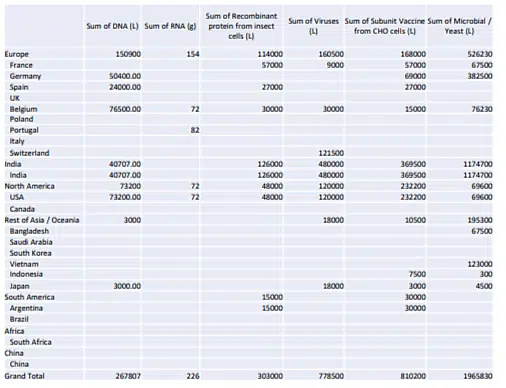 Sum of DNA (L) Sum of RNA (g) Sum of Recombinant protein from insect cells (L) Sum of Viruses (L) Sum of Subunit Vaccine from CHO cells (L) Sum of Microbial / Yeast (L)
Europe 150900 154 114000 160500 168000 526230
France 57000 9000 57000 67500
Germany 50400.00 69000 382500
Spain 24000.00 27000 27000
UK
Belgium 76500.00 72 30000 30000 15000 76230
Poland
Portugal 82
Italy
Switzerland 121500
India 40707.00 126000 480000 369500 1174700
India 40707.00 126000 480000 369500 1174700
North America 73200 72 48000 120000 232200 69600
USA 73200.00 72 48000 120000 232200 69600
Canada
Rest of Asia / Oceania 3000 18000 10500 195300
Bangladesh 67500
Saudi Arabia
South Korea
Vietnam 123000
Indonesia 7500 300
Japan 3000.00 18000 3000 4500
South America 15000 30000
Argentina 15000 30000
Brazil
Africa
South Africa
China
China
Grand Total 267807 226 303000 778500 810200 1965830